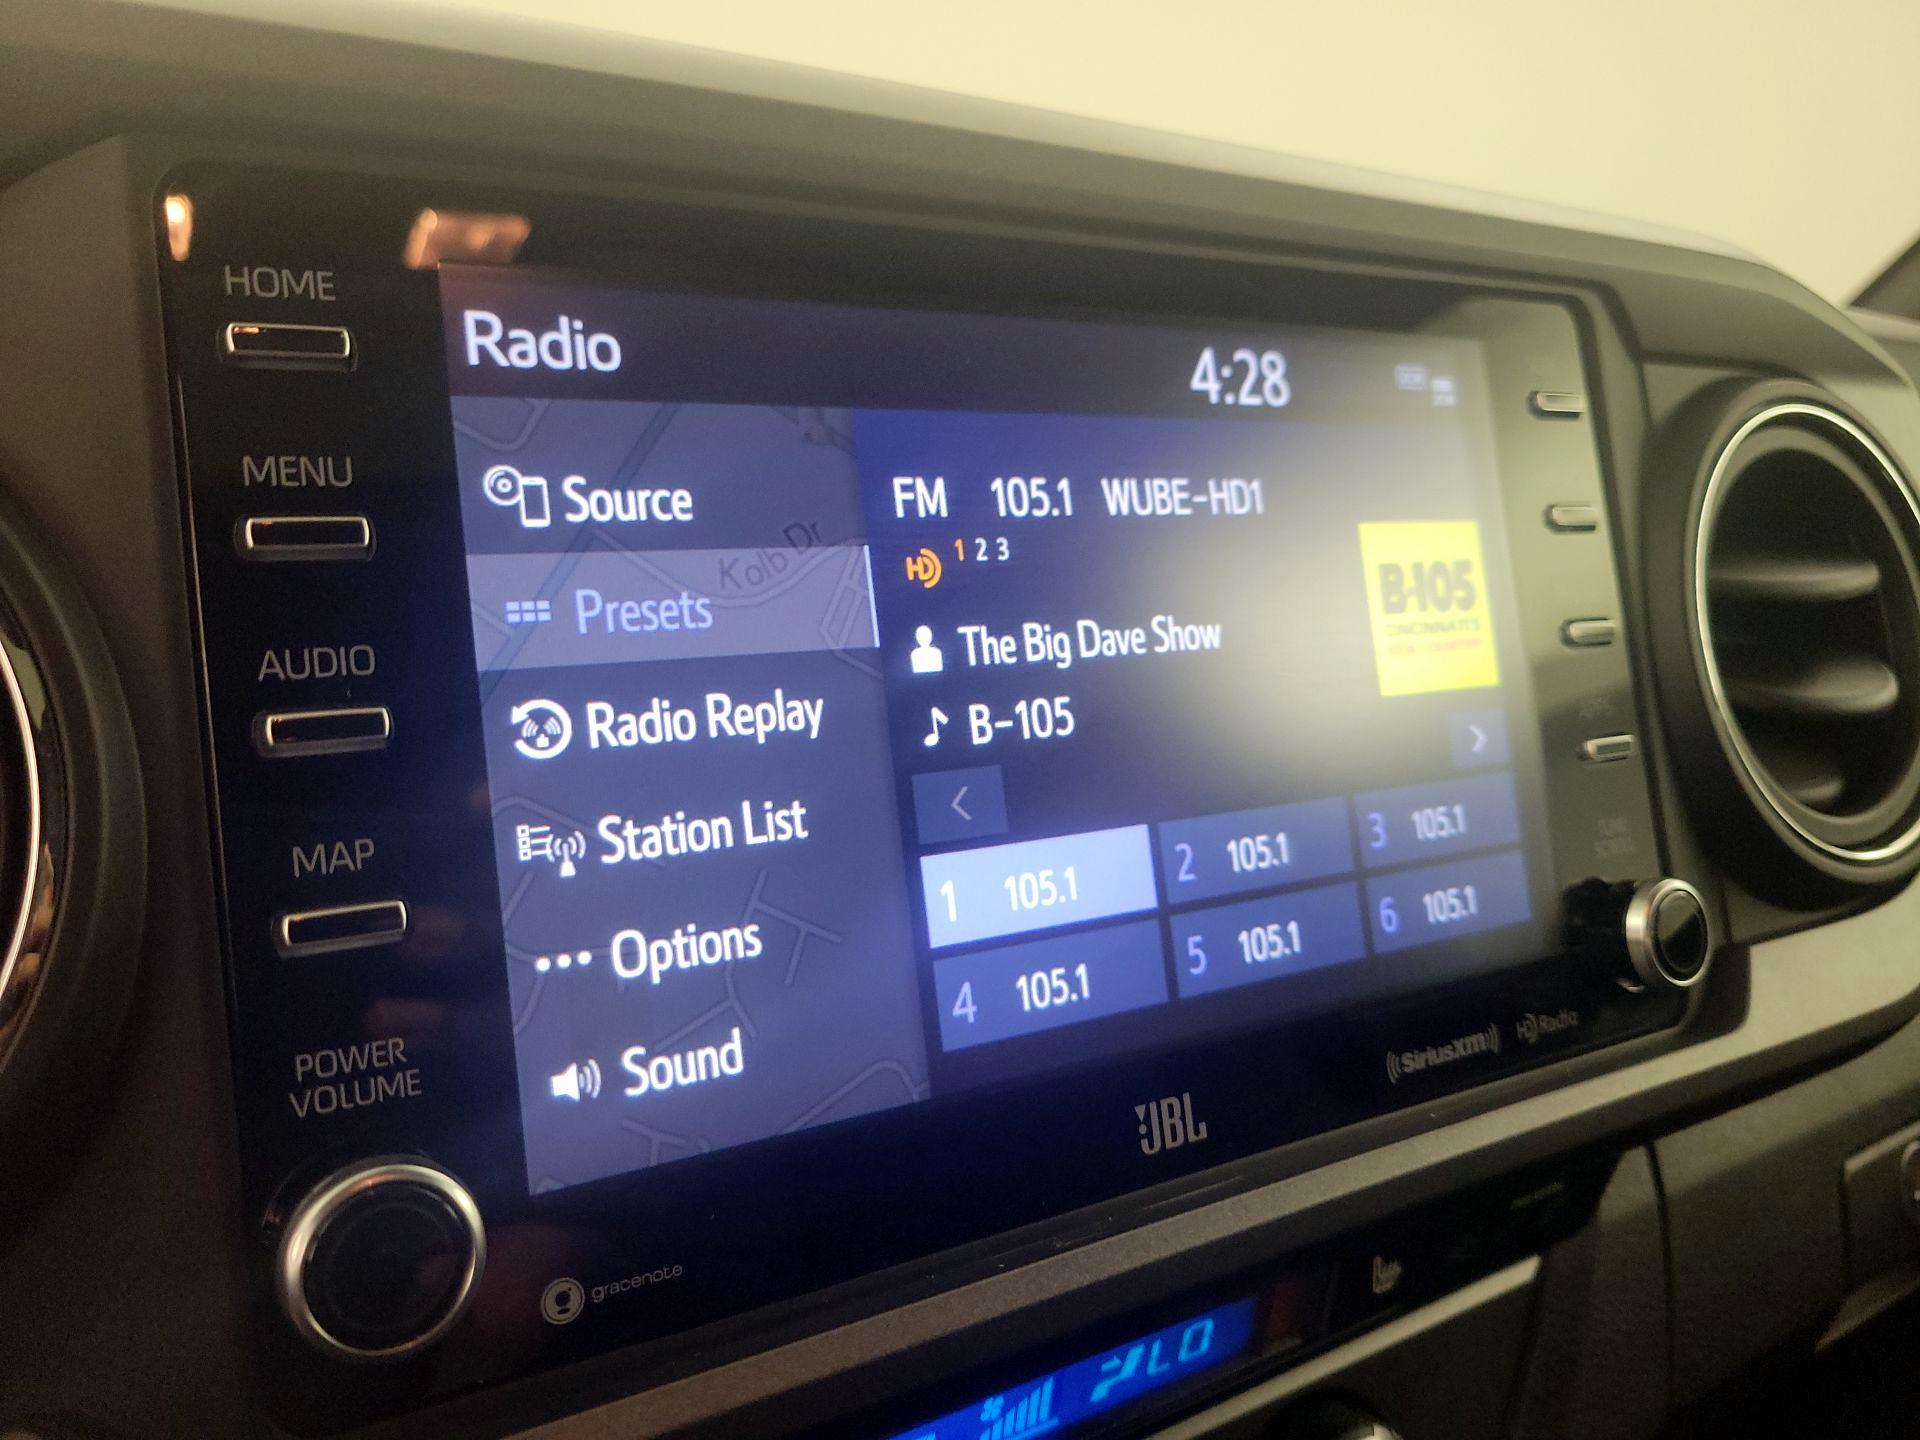 HOME
MENU
AUDIO
MAP
POWER
VOLUME
Radio
4:28
Source
Kolb Dr
Presets
Radio Replay
Station List
Options
Sound
FM 105.1 WUBE-HD1
HD 1 2 3
The Big Dave Show
B-105
B-105
CINCINNATI'S
1 105.1
2 105.1
3 105.1
4 105.1
5 105.1
6 105.1
JBL
SiriusXM
HD Radio
gracenote
LO